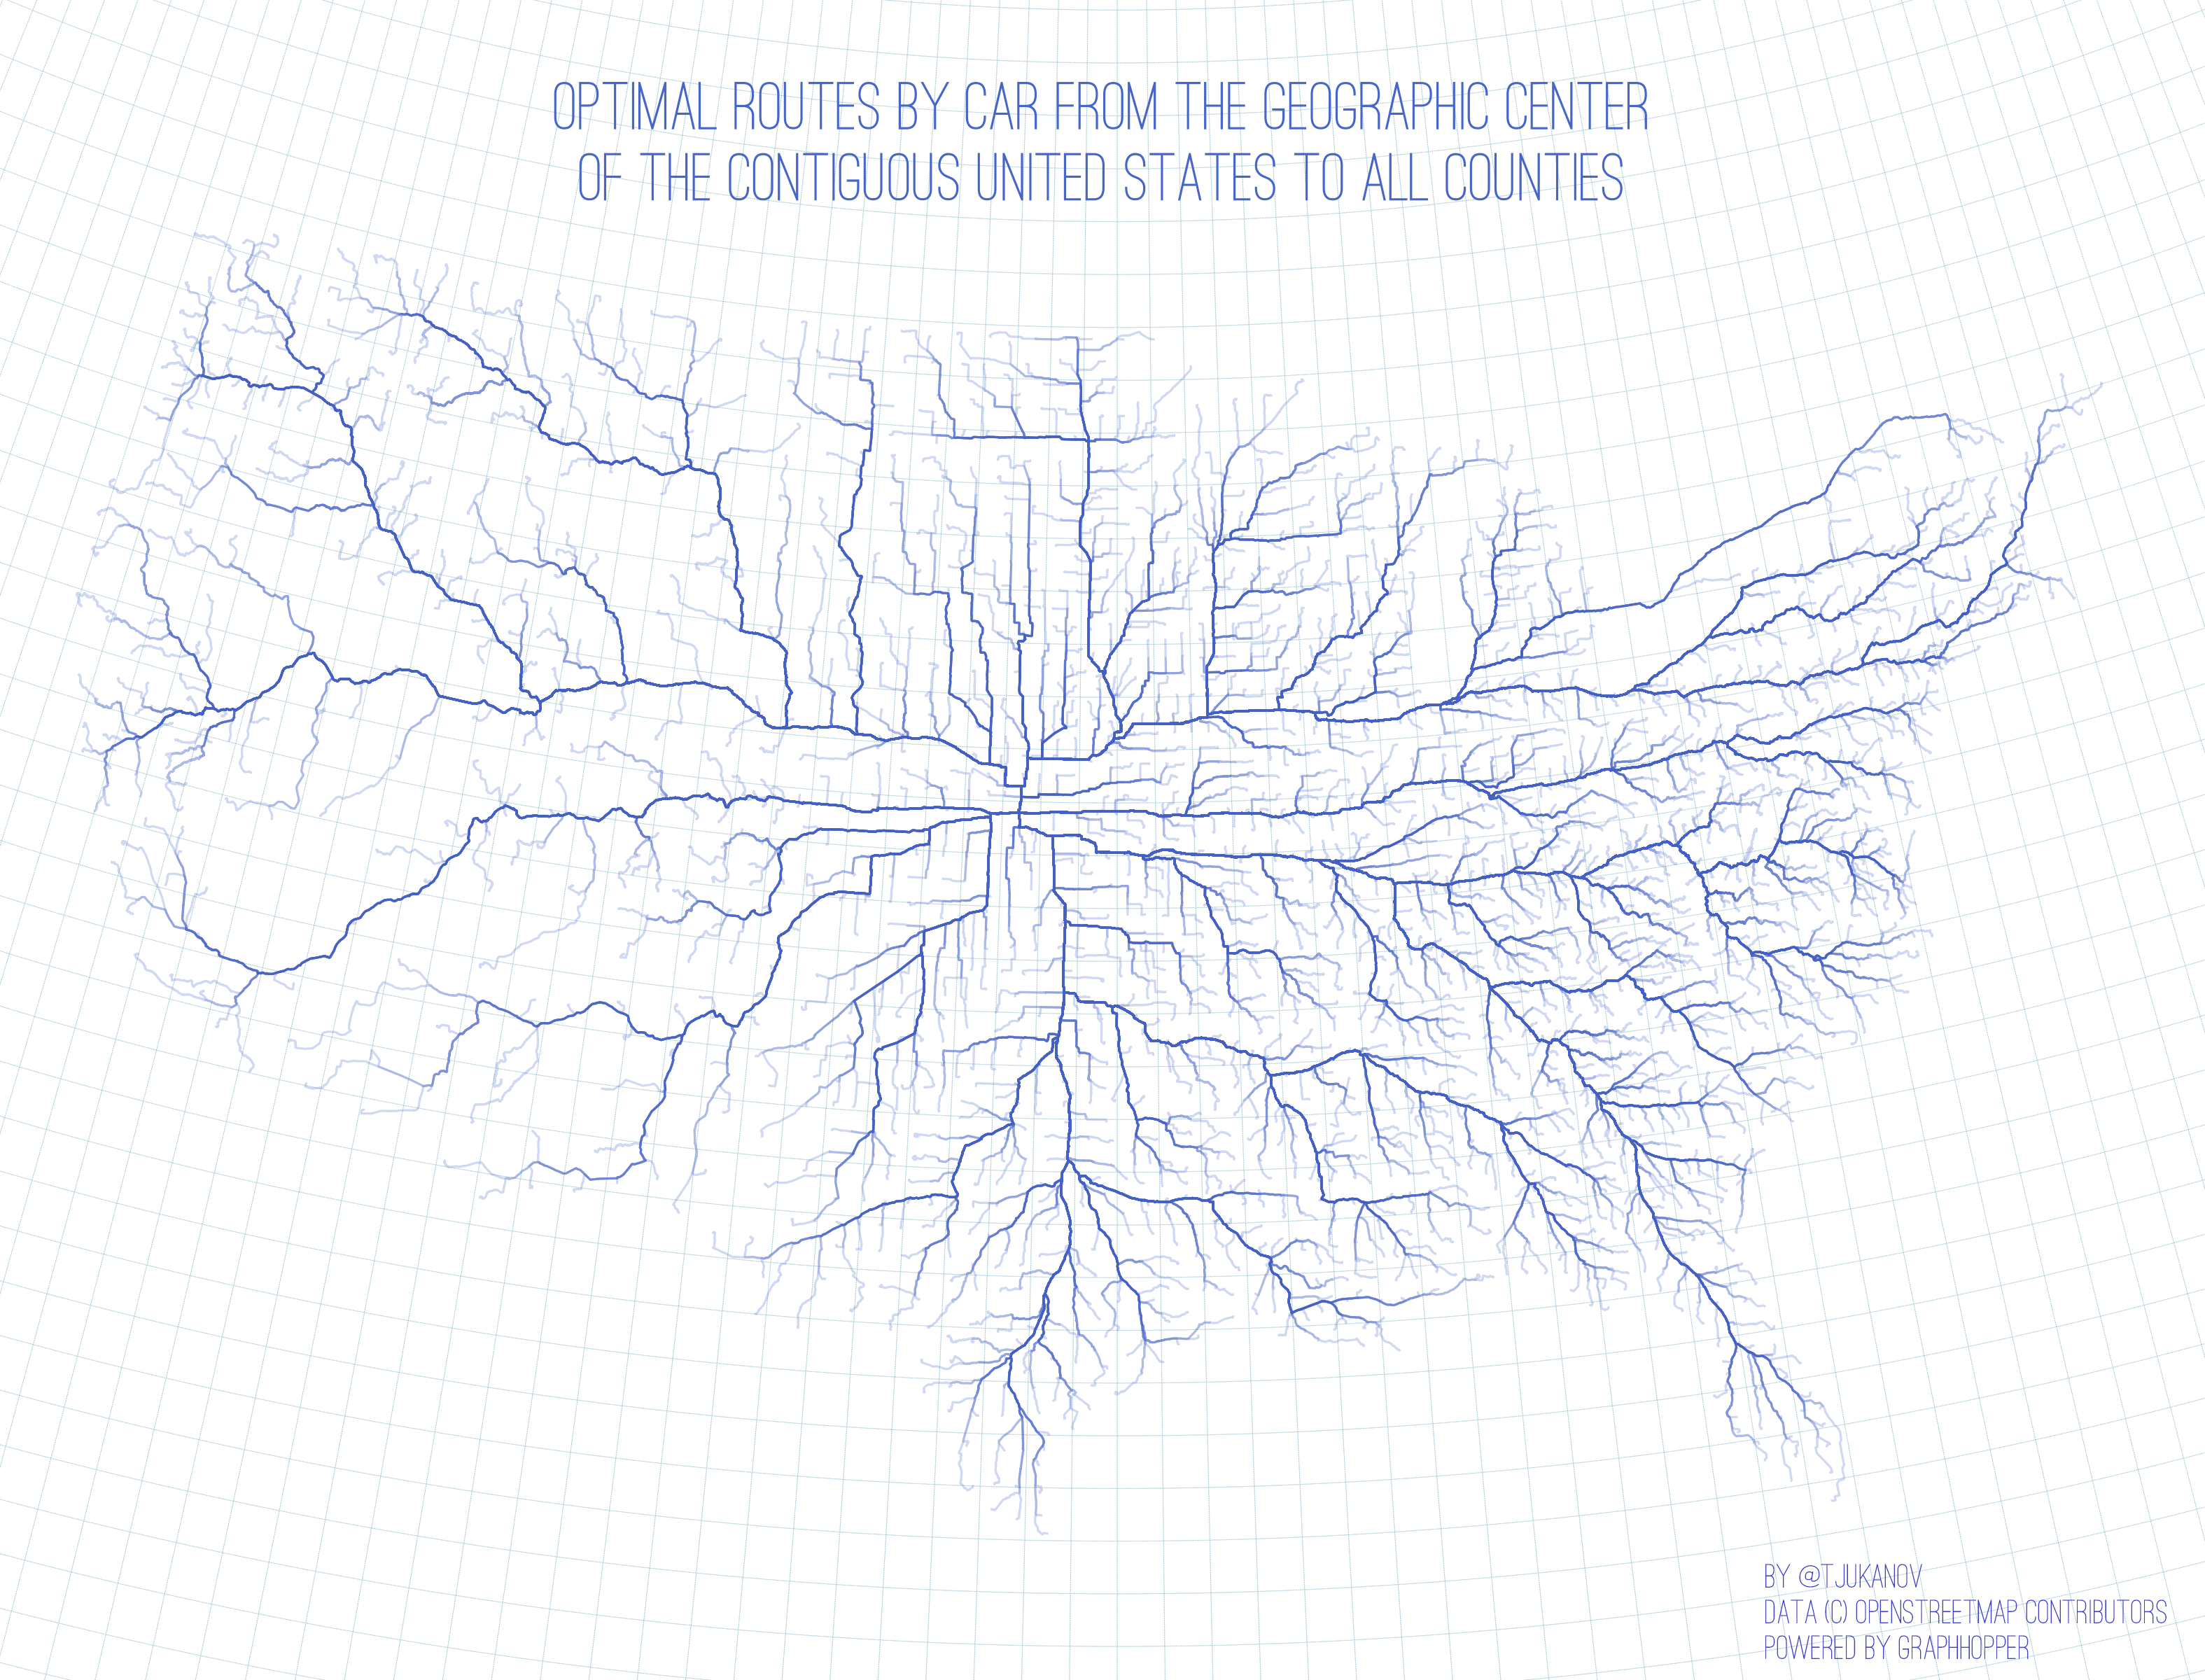 OPTIMAL ROUTES BY CAR FROM THE GEOGRAPHIC CENTER
OF THE CONTIGUOUS UNITED STATES TO ALL COUNTIES
BY @TJUKANOV
DATA (C) OPENSTREETMAP CONTRIBUTORS
POWERED BY GRAPHHOPPER